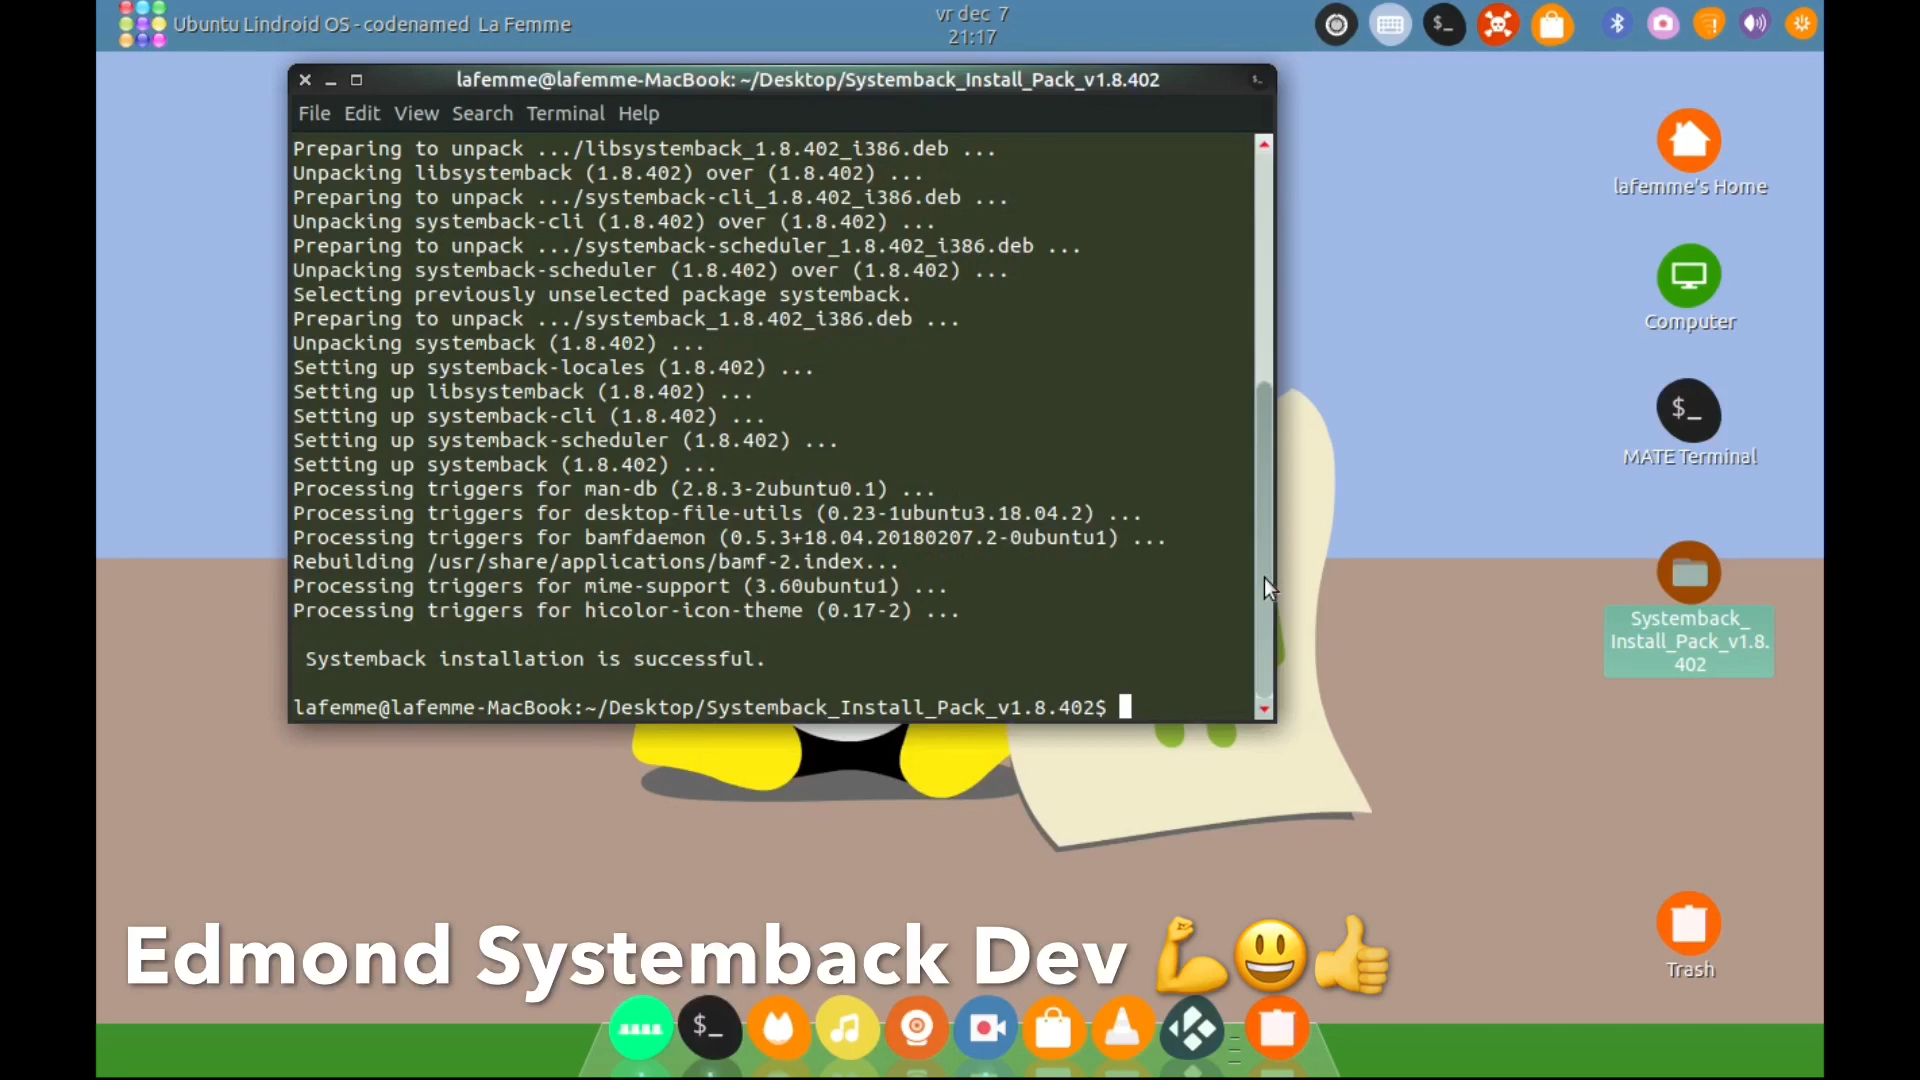 Ubuntu Lindroid OS - codenamed La Femme
vr dec 7
21:17
lafemme@lafemme-MacBook: ~/Desktop/Systemback_Install_Pack_v1.8.402
File Edit View Search Terminal Help
Preparing to unpack .../libsystemback_1.8.402_i386.deb ...
Unpacking libsystemback (1.8.402) over (1.8.402) ...
Preparing to unpack .../systemback-cli_1.8.402_i386.deb ...
Unpacking systemback-cli (1.8.402) over (1.8.402) ...
Preparing to unpack .../systemback-scheduler_1.8.402_i386.deb ...
Unpacking systemback-scheduler (1.8.402) over (1.8.402) ...
Selecting previously unselected package systemback.
Preparing to unpack .../systemback_1.8.402_i386.deb ...
Unpacking systemback (1.8.402) ...
Setting up systemback-locales (1.8.402) ...
Setting up libsystemback (1.8.402) ...
Setting up systemback-cli (1.8.402) ...
Setting up systemback-scheduler (1.8.402) ...
Setting up systemback (1.8.402) ...
Processing triggers for man-db (2.8.3-2ubuntu0.1) ...
Processing triggers for desktop-file-utils (0.23-1ubuntu3.18.04.2) ...
Processing triggers for bamfdaemon (0.5.3+18.04.20180207.2-0ubuntu1) ...
Rebuilding /usr/share/applications/bamf-2.index...
Processing triggers for mime-support (3.60ubuntu1) ...
Processing triggers for hicolor-icon-theme (0.17-2) ...
Systemback installation is successful.
lafemme@lafemme-MacBook:~/Desktop/Systemback_Install_Pack_v1.8.402$
lafemme's Home
Computer
$_
MATE Terminal
Systemback_
Install_Pack_v1.8.
402
Trash
Edmond Systemback Dev 💪😃👍
$_